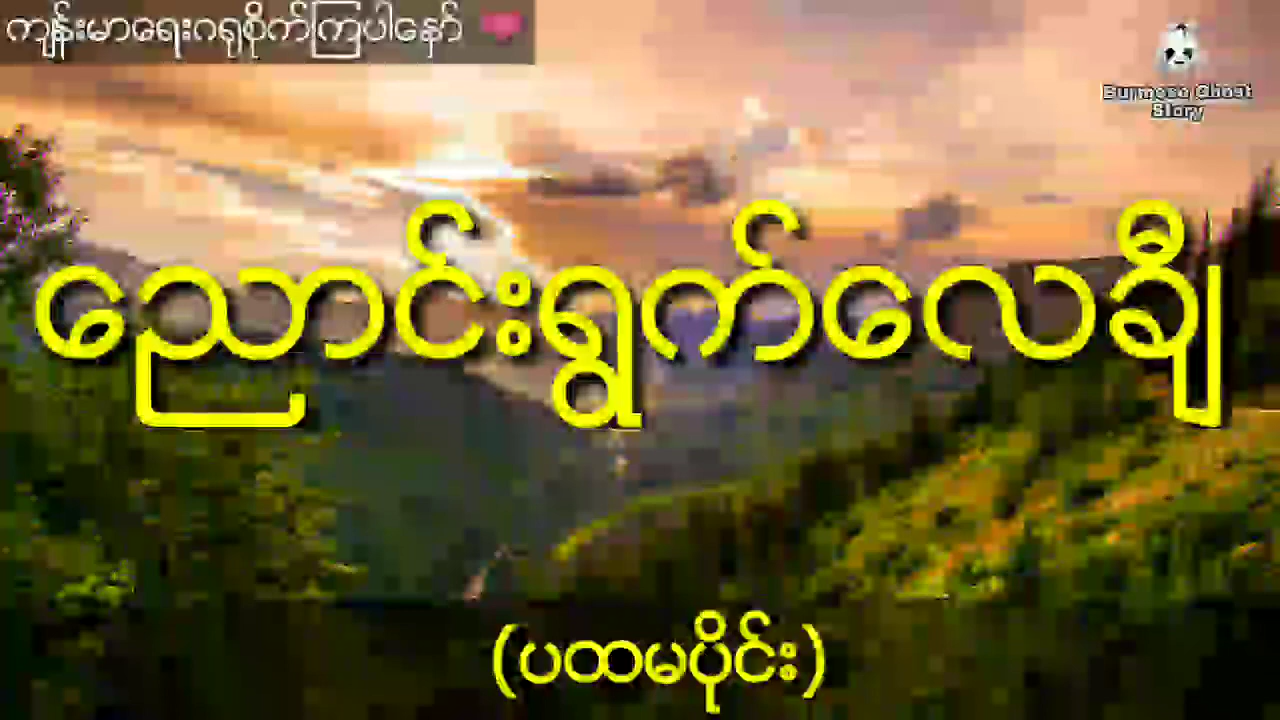 ကျန်းမာရေးဂရုစိုက်ကြပါနော် ❤
Burmese Ghost
Story
ညောင်းရွက်လေချီ
(ပထမပိုင်း)